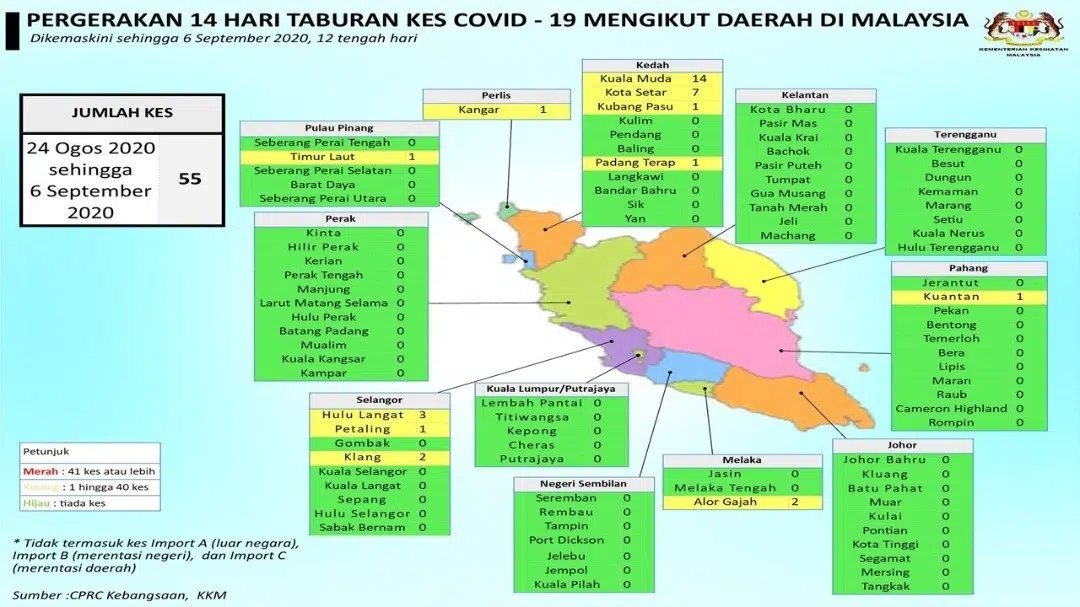 PERGERAKAN 14 HARI TABURAN KES COVID - 19 MENGIKUT DAERAH DI MALAYSIA
Dikemaskini sehingga 6 September 2020, 12 tengah hari
KEMENTERIAN KESIHATAN
MALAYSIA
JUMLAH KES
24 Ogos 2020
sehingga
6 September
2020
55
Perlis
Kangar 1
Kedah
Kuala Muda 14
Kota Setar 7
Kubang Pasu 1
Kulim 0
Pendang 0
Baling 0
Padang Terap 1
Langkawi 0
Bandar Bahru 0
Sik 0
Yan 0
Kelantan
Kota Bharu 0
Pasir Mas 0
Kuala Krai 0
Bachok 0
Pasir Puteh 0
Tumpat 0
Gua Musang 0
Tanah Merah 0
Jeli 0
Machang 0
Terengganu
Kuala Terengganu 0
Besut 0
Dungun 0
Kemaman 0
Marang 0
Setiu 0
Kuala Nerus 0
Hulu Terengganu 0
Pulau Pinang
Seberang Perai Tengah 0
Timur Laut 1
Seberang Perai Selatan 0
Barat Daya 0
Seberang Perai Utara 0
Perak
Kinta 0
Hilir Perak 0
Kerian 0
Perak Tengah 0
Manjung 0
Larut Matang Selama 0
Hulu Perak 0
Batang Padang 0
Mualim 0
Kuala Kangsar 0
Kampar 0
Pahang
Jerantut 0
Kuantan 1
Pekan 0
Bentong 0
Temerloh 0
Bera 0
Lipis 0
Maran 0
Raub 0
Cameron Highland 0
Rompin 0
Selangor
Hulu Langat 3
Petaling 1
Gombak 0
Klang 2
Kuala Selangor 0
Kuala Langat 0
Sepang 0
Hulu Selangor 0
Sabak Bernam 0
Kuala Lumpur/Putrajaya
Lembah Pantai 0
Titiwangsa 0
Kepong 0
Cheras 0
Putrajaya 0
Negeri Sembilan
Seremban 0
Rembau 0
Tampin 0
Port Dickson 0
Jelebu 0
Jempol 0
Kuala Pilah 0
Melaka
Jasin 0
Melaka Tengah 0
Alor Gajah 2
Johor
Johor Bahru 0
Kluang 0
Batu Pahat 0
Muar 0
Kulai 0
Pontian 0
Kota Tinggi 0
Segamat 0
Mersing 0
Tangkak 0
Petunjuk
Merah : 41 kes atau lebih
Kuning : 1 hingga 40 kes
Hijau : tiada kes
* Tidak termasuk kes Import A (luar negara),
Import B (merentasi negeri), dan Import C
(merentasi daerah)
Sumber :CPRC Kebangsaan, KKM